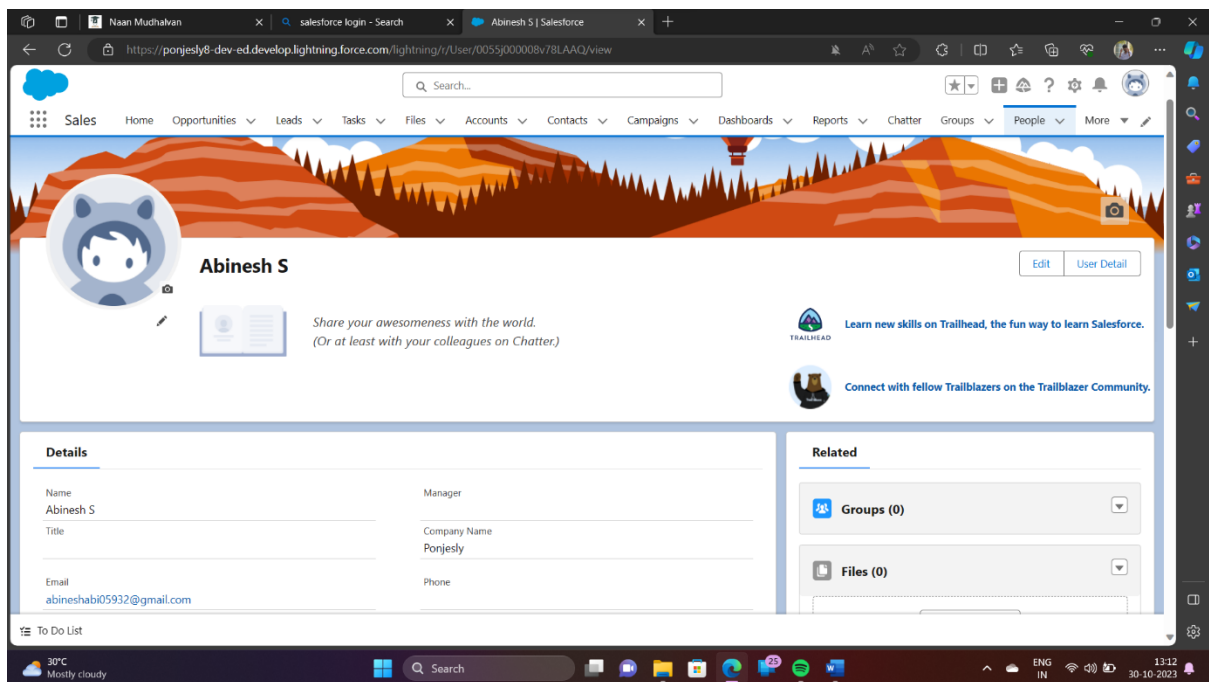 Naan Mudhalvan
salesforce login - Search
Abinesh S | Salesforce
https://ponjesly8-dev-ed.develop.lightning.force.com/lightning/r/User/0055j000008v78LAAQ/view
Search...
Sales Home Opportunities Leads Tasks Files Accounts Contacts Campaigns Dashboards Reports Chatter Groups People More
Abinesh S
Edit User Detail
Share your awesomeness with the world.
(Or at least with your colleagues on Chatter.)
TRAILHEAD
Learn new skills on Trailhead, the fun way to learn Salesforce.
Connect with fellow Trailblazers on the Trailblazer Community.
Details
Name
Abinesh S
Manager
Title
Company Name
Ponjesly
Email
abineshabi05932@gmail.com
Phone
Related
Groups (0)
Files (0)
To Do List
30°C
Mostly cloudy
Search
25
ENG
IN
13:12
30-10-2023